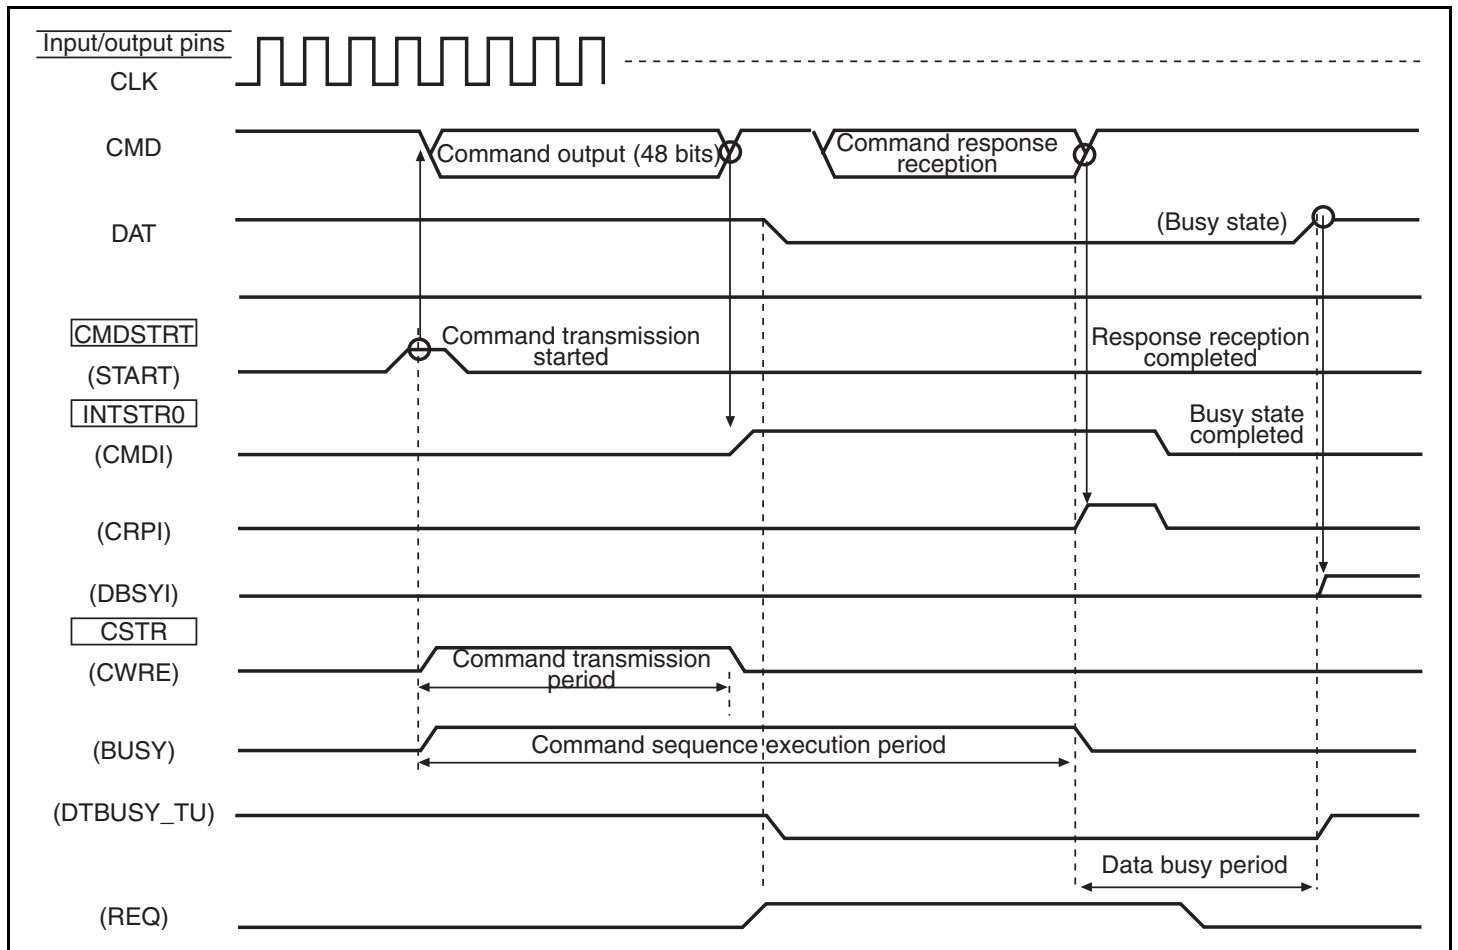 Input/output pins
CLK
CMD
Command output (48 bits)
Command response
reception
DAT
(Busy state)
CMDSTRT
(START)
Command transmission
started
Response reception
completed
INTSTR0
(CMDI)
Busy state
completed
(CRPI)
(DBSYI)
CSTR
(CWRE)
Command transmission
period
(BUSY)
Command sequence execution period
(DTBUSY_TU)
Data busy period
(REQ)